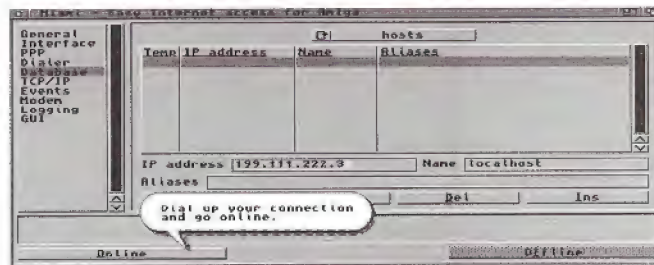 Miami - Easy Internet access for Amiga
General
Interface
PPP
Dialer
Database
TCP/IP
Events
Modem
Logging
GUI
hosts
Temp IP address Name Aliases
IP address 199.111.222.3 Name localhost
Aliases
Del Ins
Dial up your connection
and go online.
Online Offline